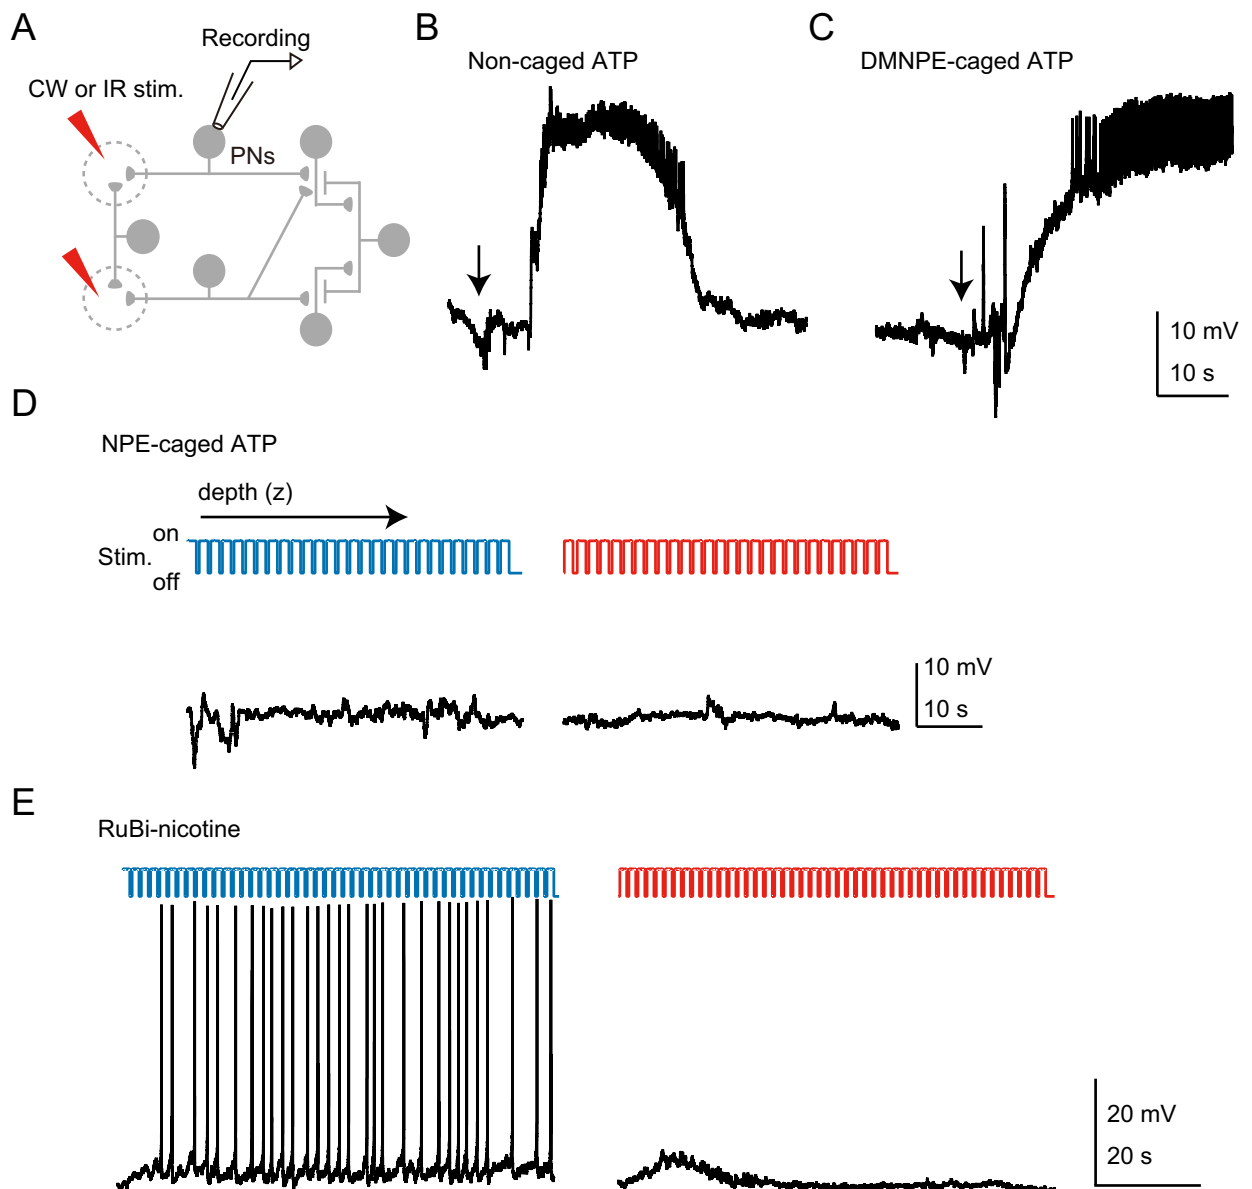 A
Recording
CW or IR stim.
PNs
B
Non-caged ATP
C
DMNPE-caged ATP
10 mV
10 s
D
NPE-caged ATP
depth (z)
on
Stim.
off
10 mV
10 s
E
RuBi-nicotine
20 mV
20 s